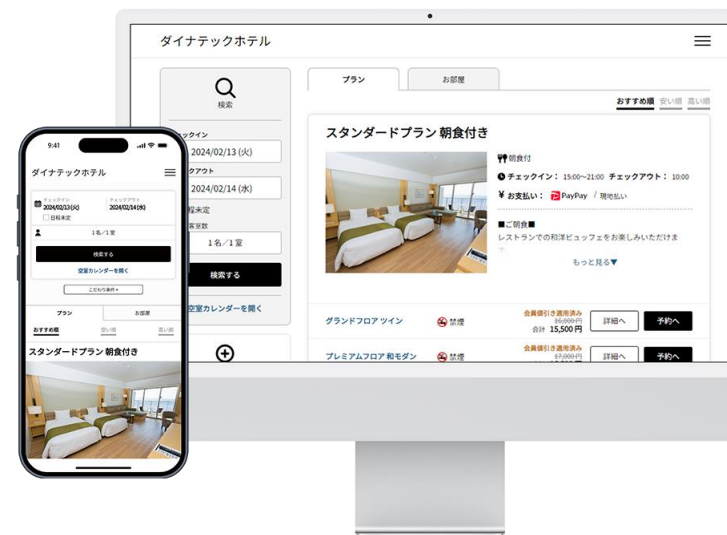 ダイナテックホテル
検索
チェックイン
2024/02/13 (火)
クアウト
2024/02/14 (水)
程未定
客室数
1名／1室
検索する
空室カレンダーを開く
プラン
お部屋
おすすめ順 安い順 高い順
スタンダードプラン 朝食付き
朝食付
チェックイン： 15:00～21:00 チェックアウト： 10:00
¥ お支払い： PayPay / 現地払い
■ご朝食■
レストランでの和洋ビュッフェをお楽しみいただけま
もっと見る▼
グランドフロア ツイン
禁煙
会員値引き適用済み
16,000円
合計 15,500 円
詳細へ
予約へ
プレミアムフロア 和モダン
禁煙
会員値引き適用済み
17,000円
詳細へ
予約へ
9:41
ダイナテックホテル
チェックイン
2024/02/13(火)
チェックアウト
2024/02/14(水)
日程未定
1名／1室
検索する
空室カレンダーを開く
こだわり条件
プラン
お部屋
おすすめ順
安い順
高い順
スタンダードプラン 朝食付き